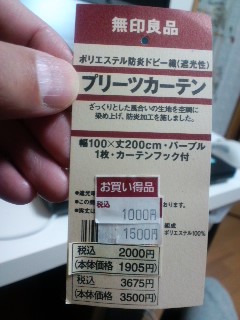 無印良品
ポリエステル防炎ドビー織(遮光性)
プリーツカーテン
ざっくりとした風合いの生地を空調に
染め上げ、防炎加工を施しました。
幅100×丈200cm・パープル
1枚・カーテンフック付
お買い得品
1000円
1500円
税込 2000円
(本体価格 1905円)
税込 3675円
(本体価格 3500円)
組成
ポリエステル100%